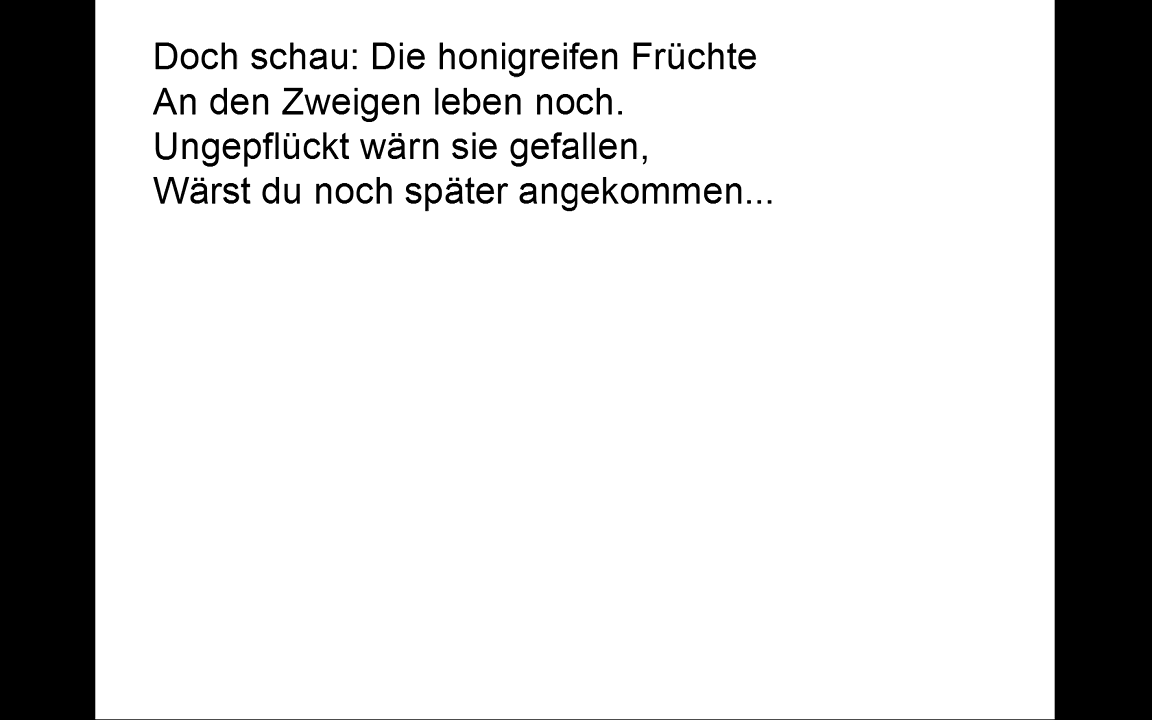 Doch schau: Die honigreifen Früchte
An den Zweigen leben noch.
Ungepflückt wärn sie gefallen,
Wärst du noch später angekommen...